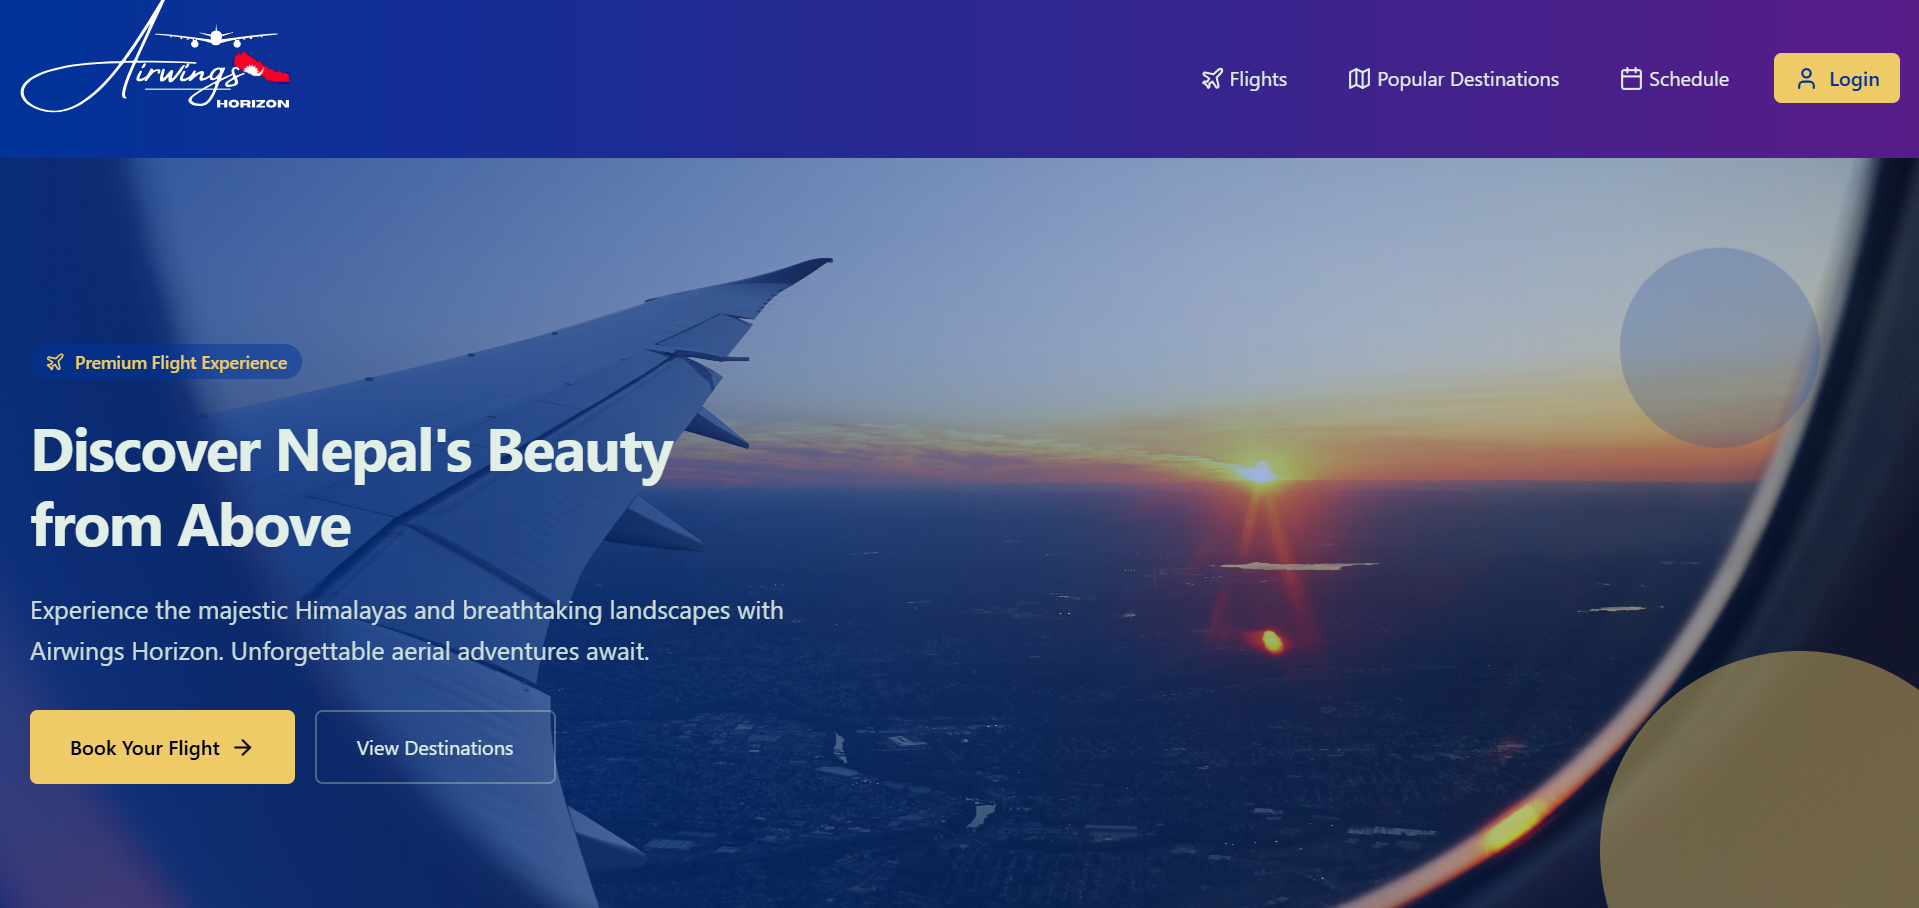 Airwings
HORIZON
Flights
Popular Destinations
Schedule
Login
Premium Flight Experience
Discover Nepal's Beauty
from Above
Experience the majestic Himalayas and breathtaking landscapes with
Airwings Horizon. Unforgettable aerial adventures await.
Book Your Flight
View Destinations